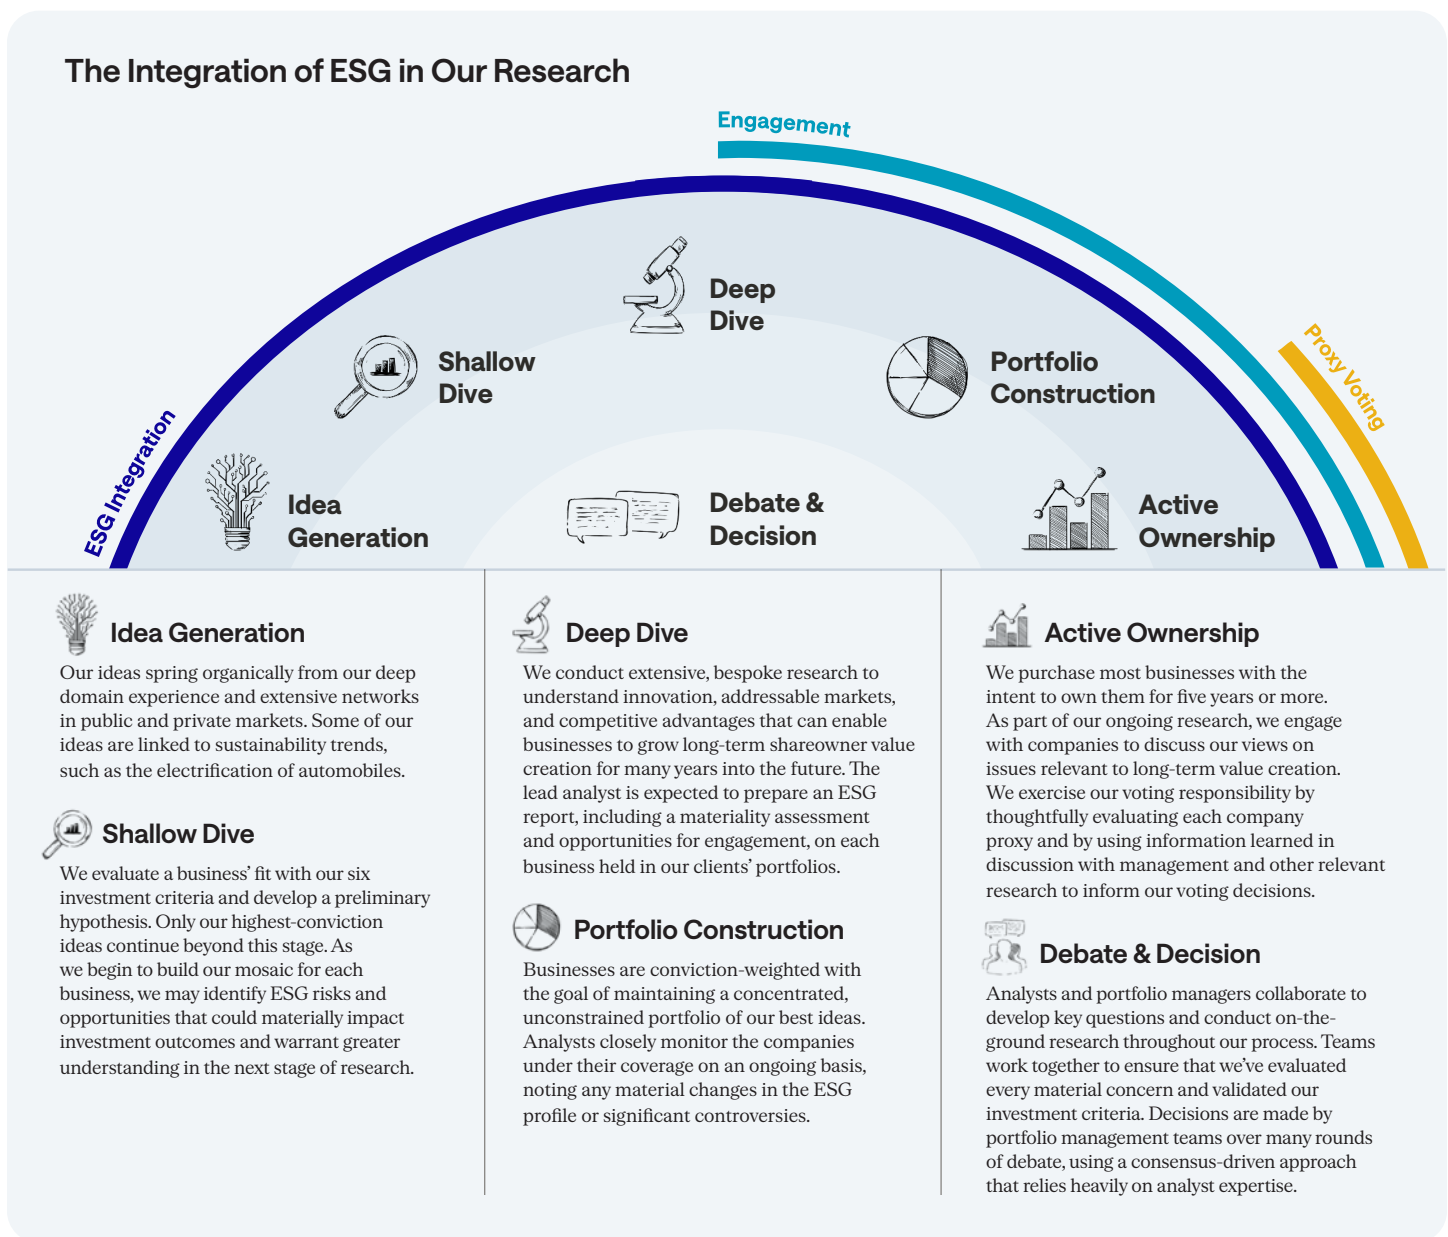 The Integration of ESG in Our Research
Engagement
Proxy Voting
ESG Integration
Deep
Dive
Shallow
Dive
Portfolio
Construction
Idea
Generation
Debate &
Decision
Active
Ownership
Idea Generation
Our ideas spring organically from our deep
domain experience and extensive networks
in public and private markets. Some of our
ideas are linked to sustainability trends,
such as the electrification of automobiles.
Shallow Dive
We evaluate a business’ fit with our six
investment criteria and develop a preliminary
hypothesis. Only our highest-conviction
ideas continue beyond this stage. As
we begin to build our mosaic for each
business, we may identify ESG risks and
opportunities that could materially impact
investment outcomes and warrant greater
understanding in the next stage of research.
Deep Dive
We conduct extensive, bespoke research to
understand innovation, addressable markets,
and competitive advantages that can enable
businesses to grow long-term shareowner value
creation for many years into the future. The
lead analyst is expected to prepare an ESG
report, including a materiality assessment
and opportunities for engagement, on each
business held in our clients’ portfolios.
Portfolio Construction
Businesses are conviction-weighted with
the goal of maintaining a concentrated,
unconstrained portfolio of our best ideas.
Analysts closely monitor the companies
under their coverage on an ongoing basis,
noting any material changes in the ESG
profile or significant controversies.
Active Ownership
We purchase most businesses with the
intent to own them for five years or more.
As part of our ongoing research, we engage
with companies to discuss our views on
issues relevant to long-term value creation.
We exercise our voting responsibility by
thoughtfully evaluating each company
proxy and by using information learned in
discussion with management and other relevant
research to inform our voting decisions.
Debate & Decision
Analysts and portfolio managers collaborate to
develop key questions and conduct on-the-
ground research throughout our process. Teams
work together to ensure that we’ve evaluated
every material concern and validated our
investment criteria. Decisions are made by
portfolio management teams over many rounds
of debate, using a consensus-driven approach
that relies heavily on analyst expertise.